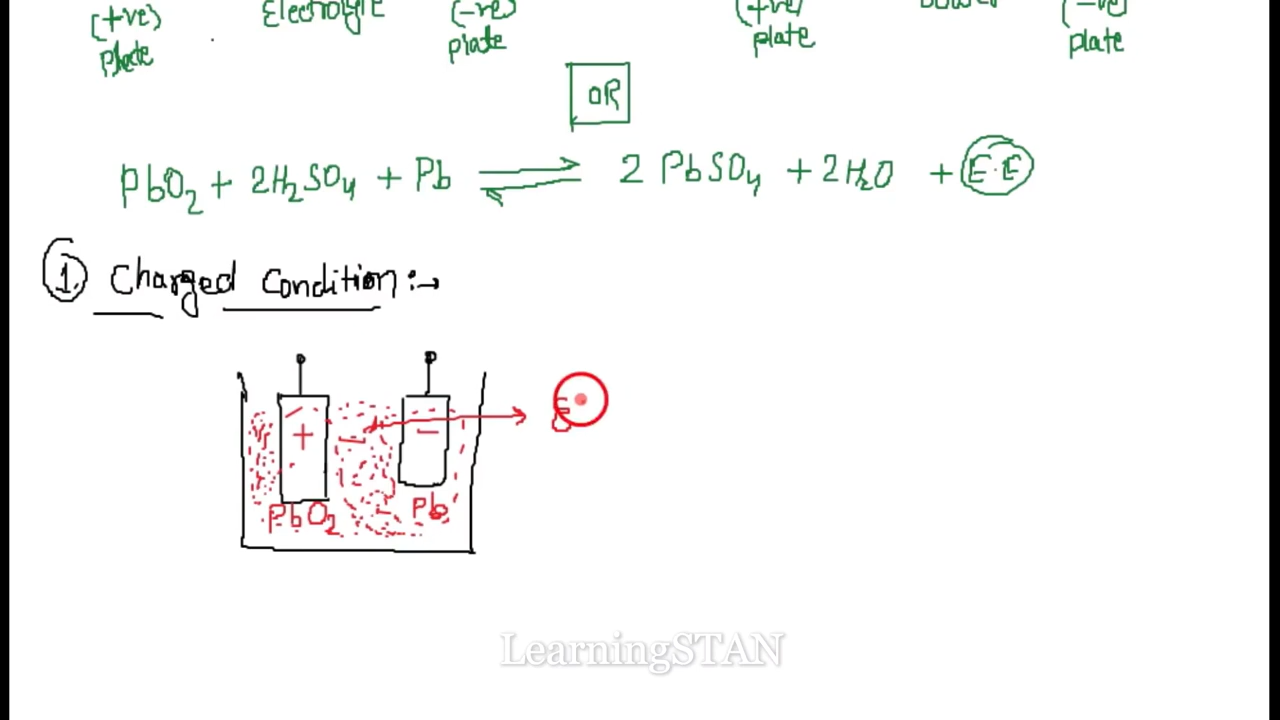 (+ve) Electrolyte (-ve) (+ve) (-ve)
plate plate plate plate
OR
PbO₂ + 2H₂SO₄ + Pb ⇌ 2 PbSO₄ + 2H₂O + E.E
1. Charged Condition :→
+ - -
PbO₂ Pb
LearningSTAN